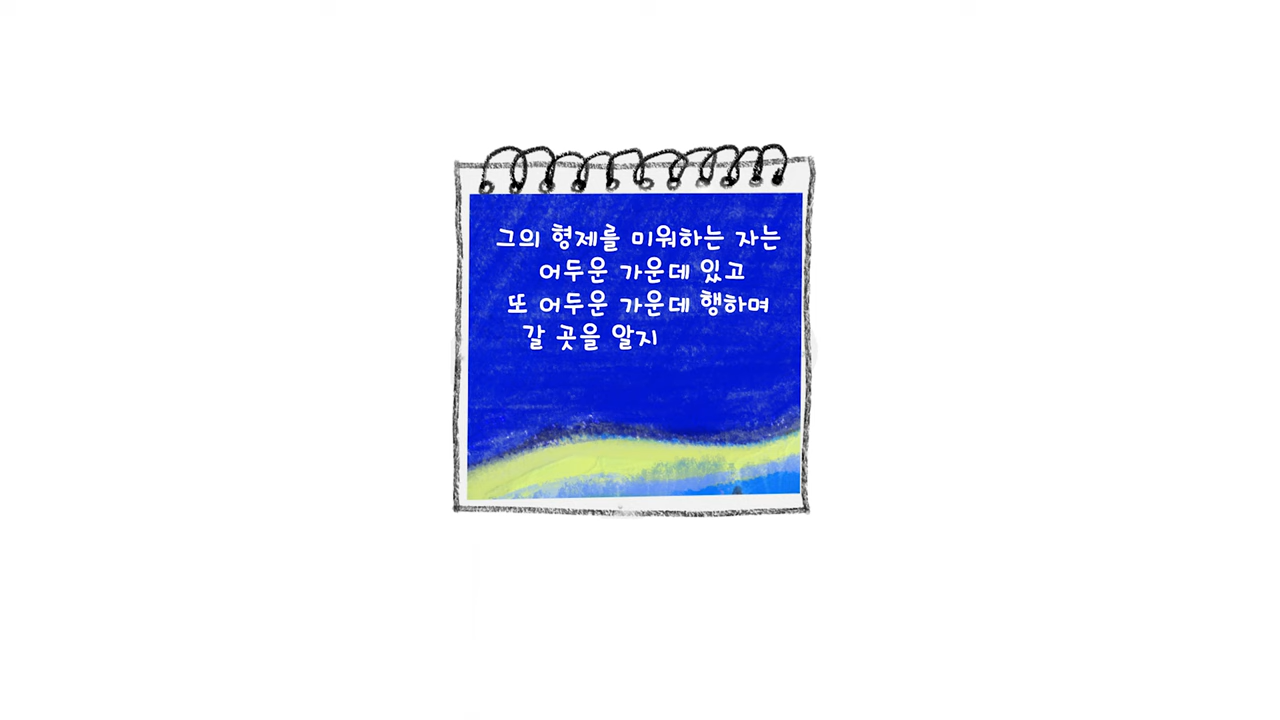 그의 형제를 미워하는 자는
어두운 가운데 있고
또 어두운 가운데 행하며
갈 곳을 알지